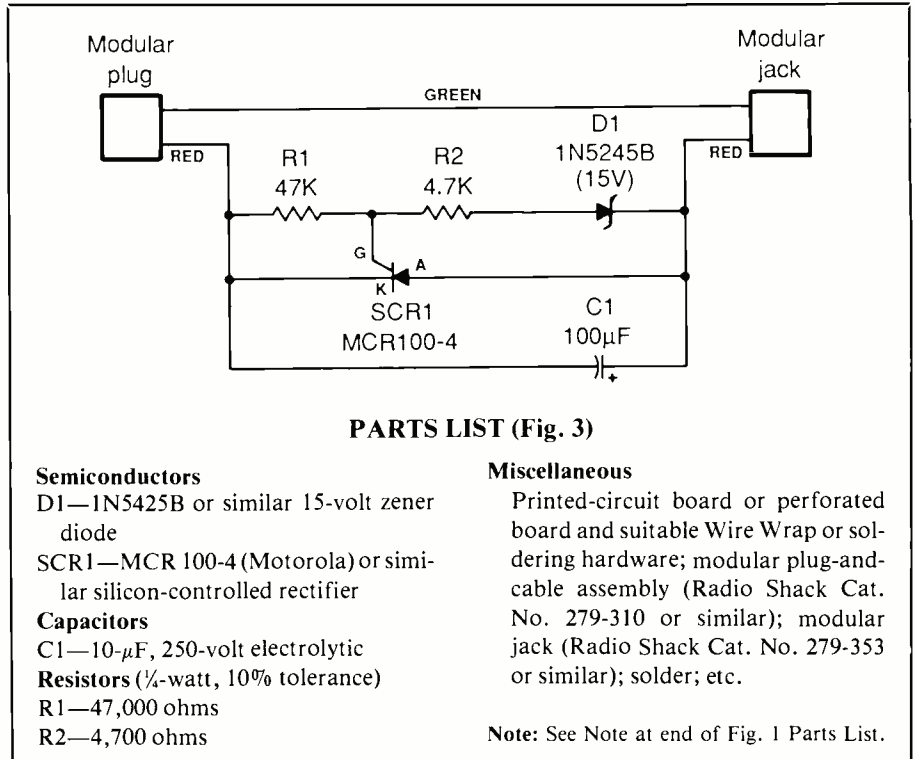 Modular
plug
Modular
jack
GREEN
RED
RED
R1
47K
R2
4.7K
D1
1N5245B
(15V)
G
A
K
SCR1
MCR100-4
C1
100µF
+
PARTS LIST (Fig. 3)
Semiconductors
D1—1N5425B or similar 15-volt zener
diode
SCR1—MCR 100-4 (Motorola) or simi-
lar silicon-controlled rectifier
Capacitors
C1—10-µF, 250-volt electrolytic
Resistors (¼-watt, 10% tolerance)
R1—47,000 ohms
R2—4,700 ohms
Miscellaneous
Printed-circuit board or perforated
board and suitable Wire Wrap or sol-
dering hardware; modular plug-and-
cable assembly (Radio Shack Cat.
No. 279-310 or similar); modular
jack (Radio Shack Cat. No. 279-353
or similar); solder; etc.
Note: See Note at end of Fig. 1 Parts List.